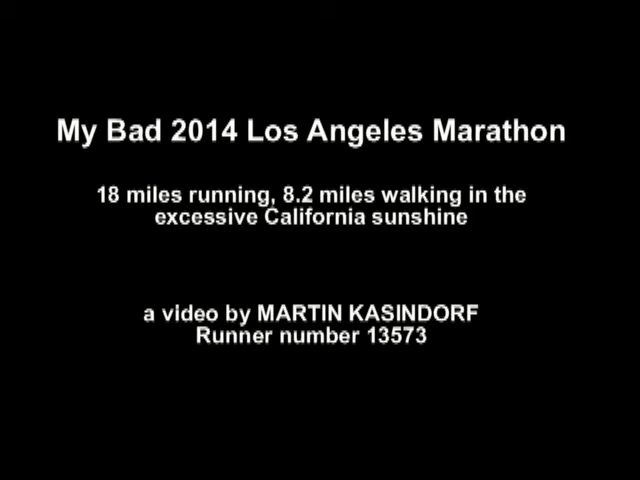 My Bad 2014 Los Angeles Marathon
18 miles running, 8.2 miles walking in the
excessive California sunshine
a video by MARTIN KASINDORF
Runner number 13573